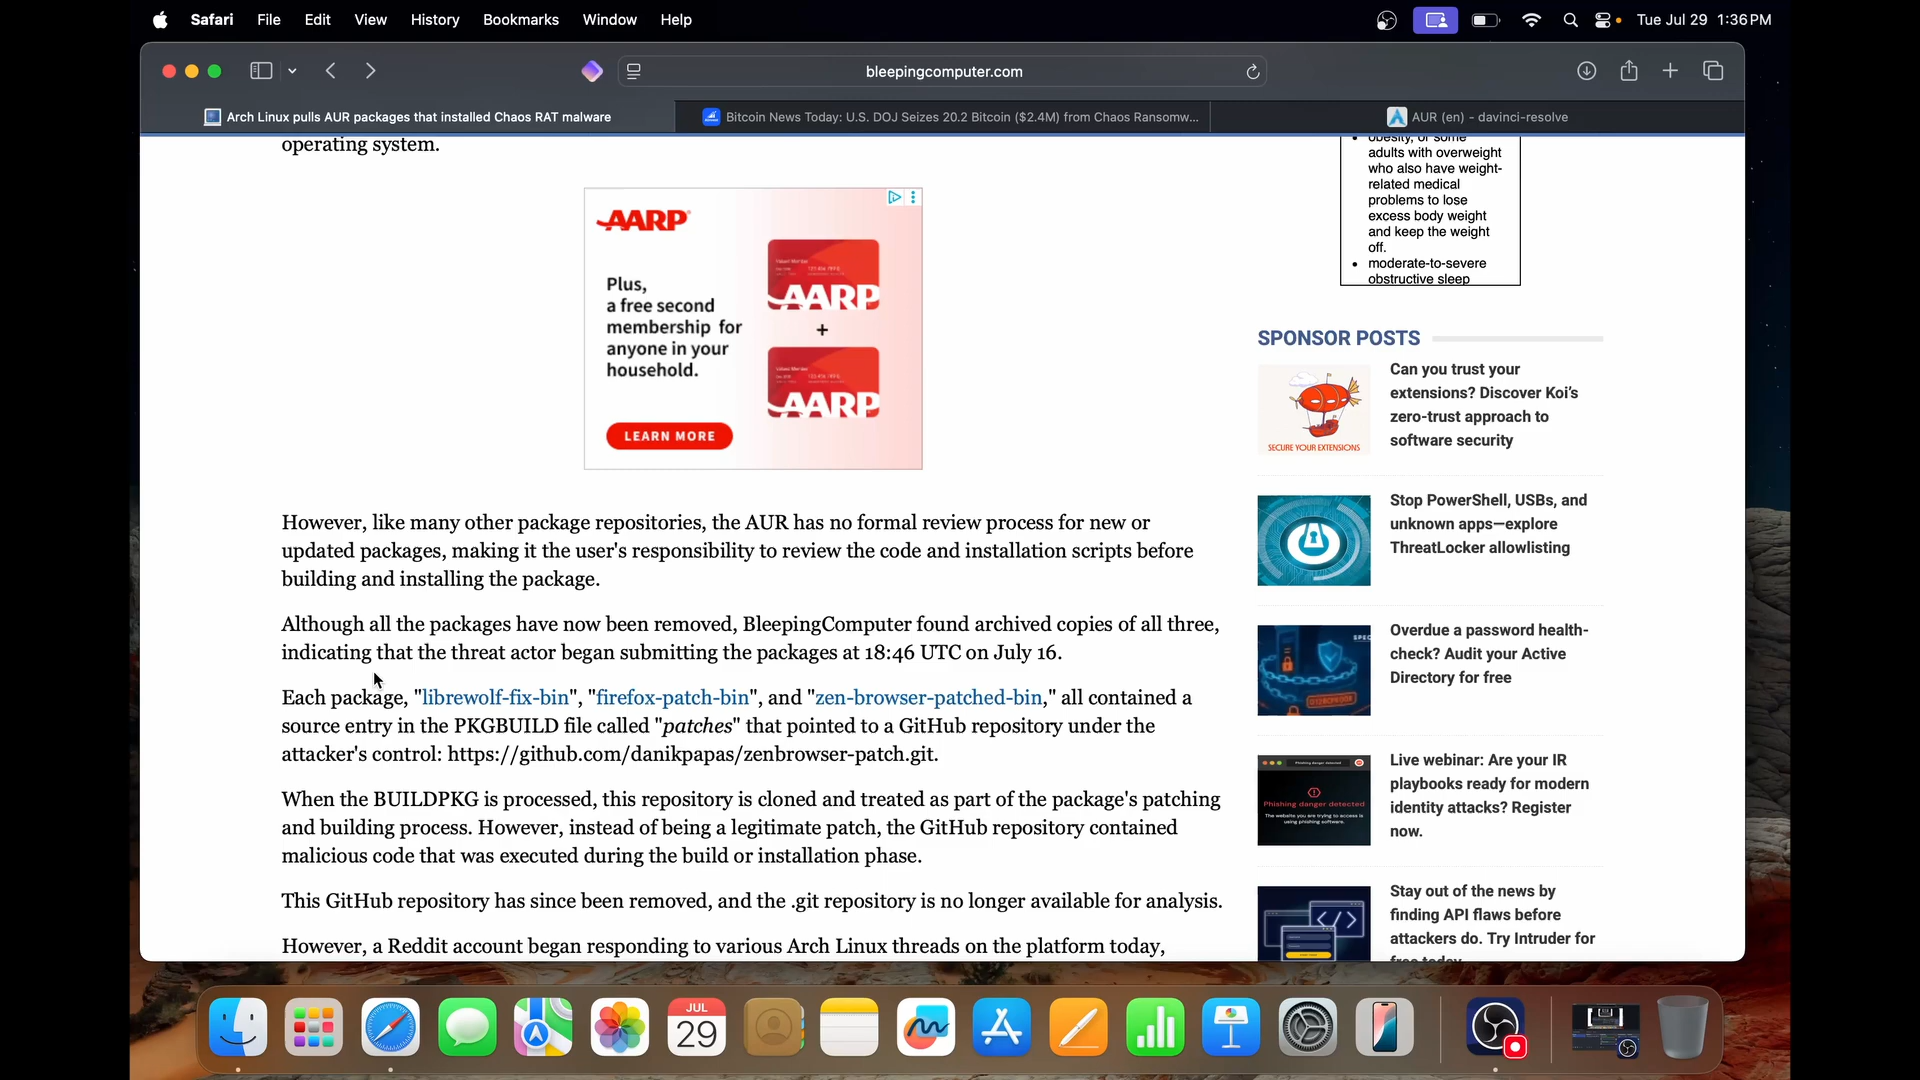 Safari File Edit View History Bookmarks Window Help
Tue Jul 29 1:36 PM
bleepingcomputer.com
Arch Linux pulls AUR packages that installed Chaos RAT malware
Bitcoin News Today: U.S. DOJ Seizes 20.2 Bitcoin ($2.4M) from Chaos Ransomw...
AUR (en) - davinci-resolve
operating system.
AARP
Plus,
a free second
membership for
anyone in your
household.
AARP
+
AARP
LEARN MORE
However, like many other package repositories, the AUR has no formal review process for new or
updated packages, making it the user's responsibility to review the code and installation scripts before
building and installing the package.
Although all the packages have now been removed, BleepingComputer found archived copies of all three,
indicating that the threat actor began submitting the packages at 18:46 UTC on July 16.
Each package, "librewolf-fix-bin", "firefox-patch-bin", and "zen-browser-patched-bin," all contained a
source entry in the PKGBUILD file called "patches" that pointed to a GitHub repository under the
attacker's control: https://github.com/danikpapas/zenbrowser-patch.git.
When the BUILDPKG is processed, this repository is cloned and treated as part of the package's patching
and building process. However, instead of being a legitimate patch, the GitHub repository contained
malicious code that was executed during the build or installation phase.
This GitHub repository has since been removed, and the .git repository is no longer available for analysis.
However, a Reddit account began responding to various Arch Linux threads on the platform today,
obesity, or some
adults with overweight
who also have weight-
related medical
problems to lose
excess body weight
and keep the weight
off.
moderate-to-severe
obstructive sleep
SPONSOR POSTS
SECURE YOUR EXTENSIONS
Can you trust your
extensions? Discover Koi's
zero-trust approach to
software security
Stop PowerShell, USBs, and
unknown apps—explore
ThreatLocker allowlisting
Overdue a password health-
check? Audit your Active
Directory for free
Phishing danger detected
Live webinar: Are your IR
playbooks ready for modern
identity attacks? Register
now.
Stay out of the news by
finding API flaws before
attackers do. Try Intruder for
free today
JUL
29